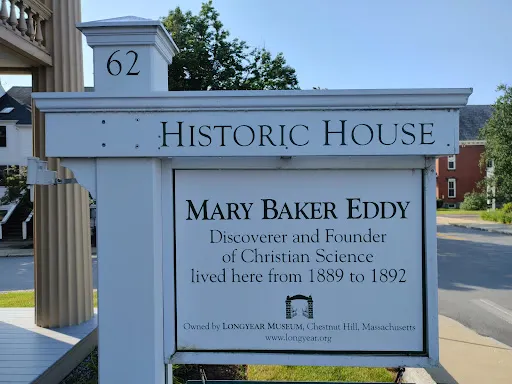 62
HISTORIC HOUSE
MARY BAKER EDDY
Discoverer and Founder
of Christian Science
lived here from 1889 to 1892
Owned by LONGYEAR MUSEUM, Chestnut Hill, Massachusetts
www.longyear.org